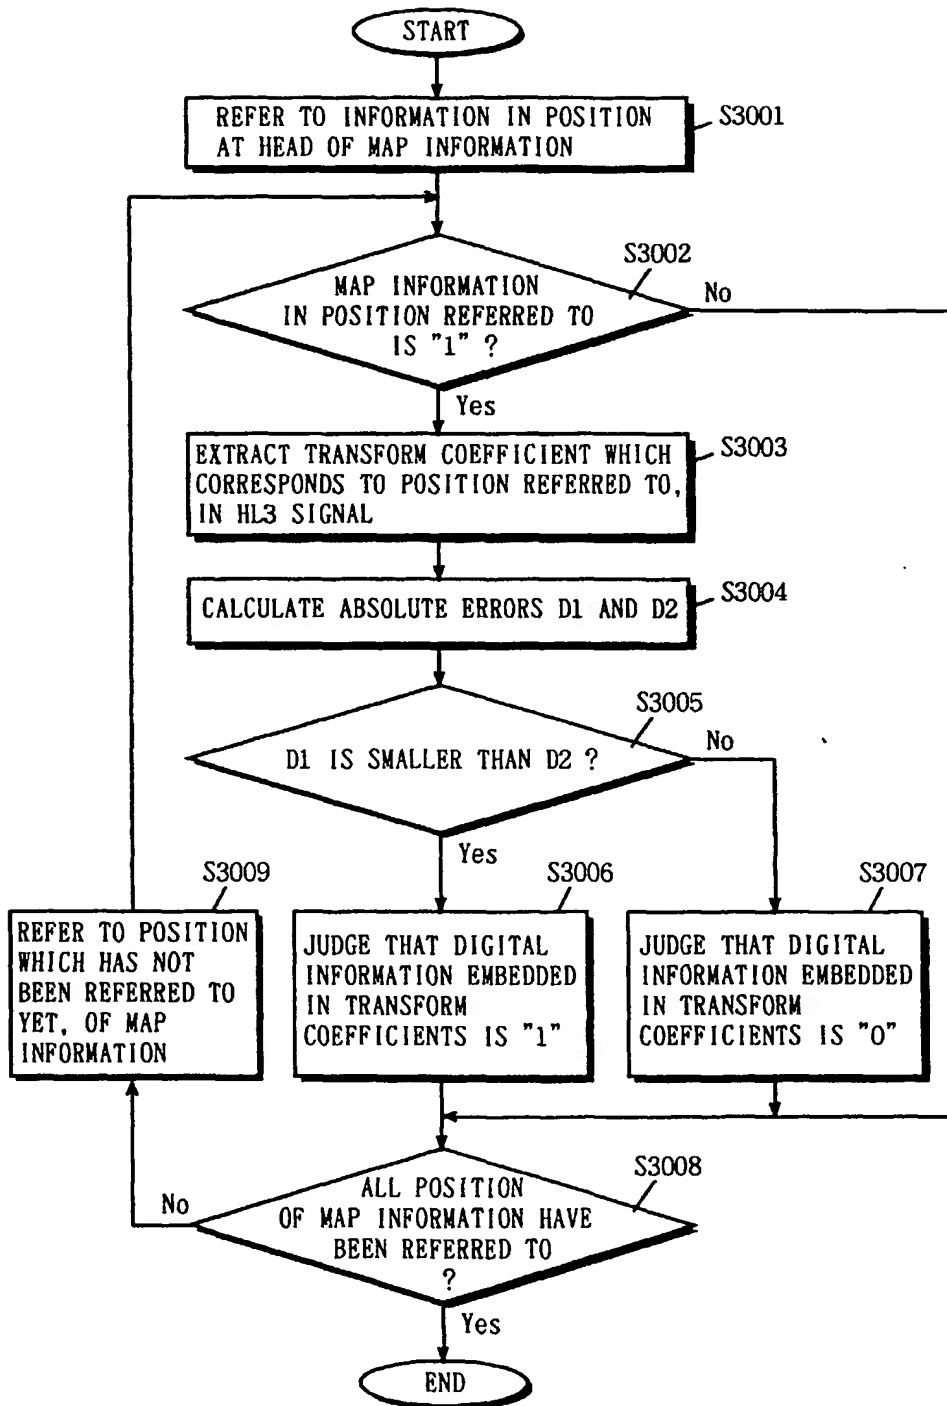 START
REFER TO INFORMATION IN POSITION
AT HEAD OF MAP INFORMATION
S3001
S3002
MAP INFORMATION
IN POSITION REFERRED TO
IS "1" ?
No
Yes
EXTRACT TRANSFORM COEFFICIENT WHICH
CORRESPONDS TO POSITION REFERRED TO,
IN HL3 SIGNAL
S3003
CALCULATE ABSOLUTE ERRORS D1 AND D2
S3004
S3005
D1 IS SMALLER THAN D2 ?
No
Yes
S3009
REFER TO POSITION
WHICH HAS NOT
BEEN REFERRED TO
YET, OF MAP
INFORMATION
S3006
JUDGE THAT DIGITAL
INFORMATION EMBEDDED
IN TRANSFORM
COEFFICIENTS IS "1"
S3007
JUDGE THAT DIGITAL
INFORMATION EMBEDDED
IN TRANSFORM
COEFFICIENTS IS "0"
S3008
No
ALL POSITION
OF MAP INFORMATION HAVE
BEEN REFERRED TO
?
Yes
END